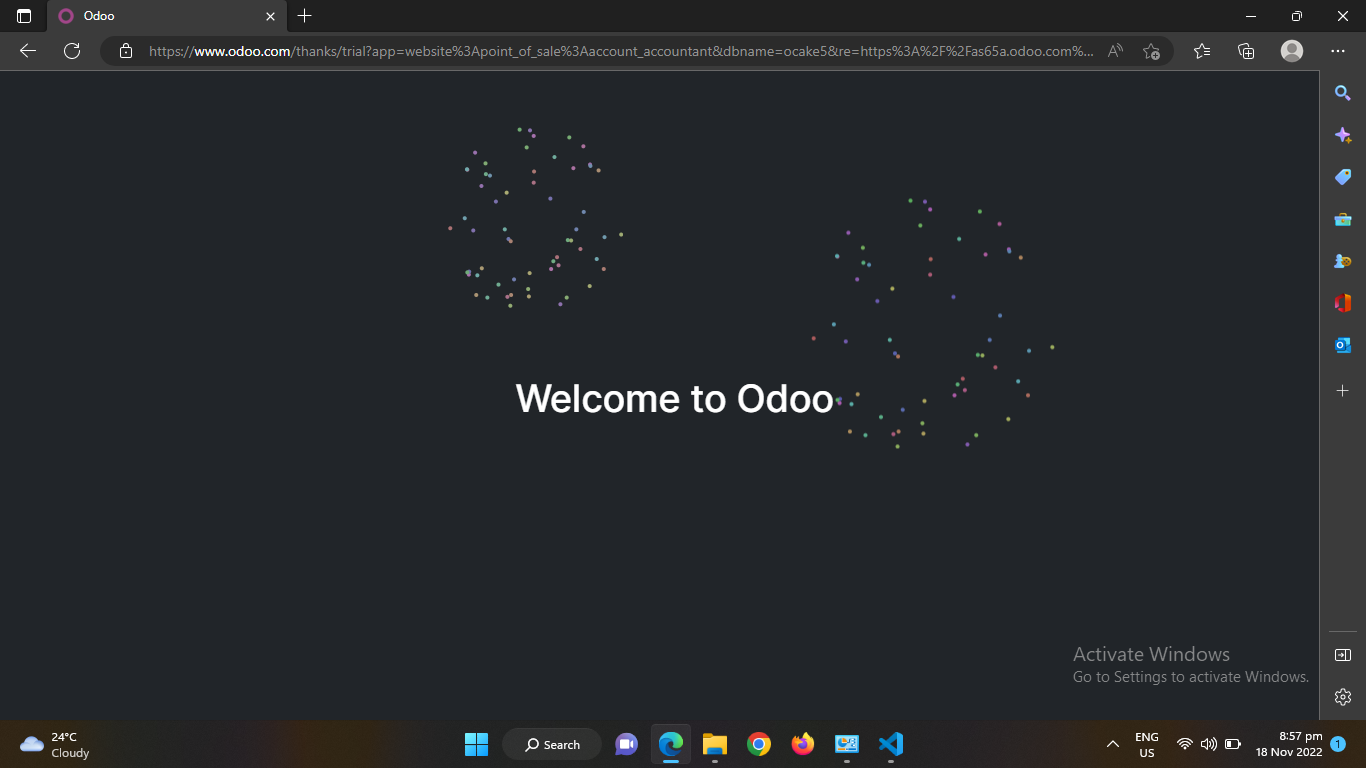 Odoo
https://www.odoo.com/thanks/trial?app=website%3Apoint_of_sale%3Aaccount_accountant&dbname=ocake5&re=https%3A%2F%2Fas65a.odoo.com%...
Welcome to Odoo
Activate Windows
Go to Settings to activate Windows.
24°C
Cloudy
Search
ENG
US
8:57 pm
18 Nov 2022
1